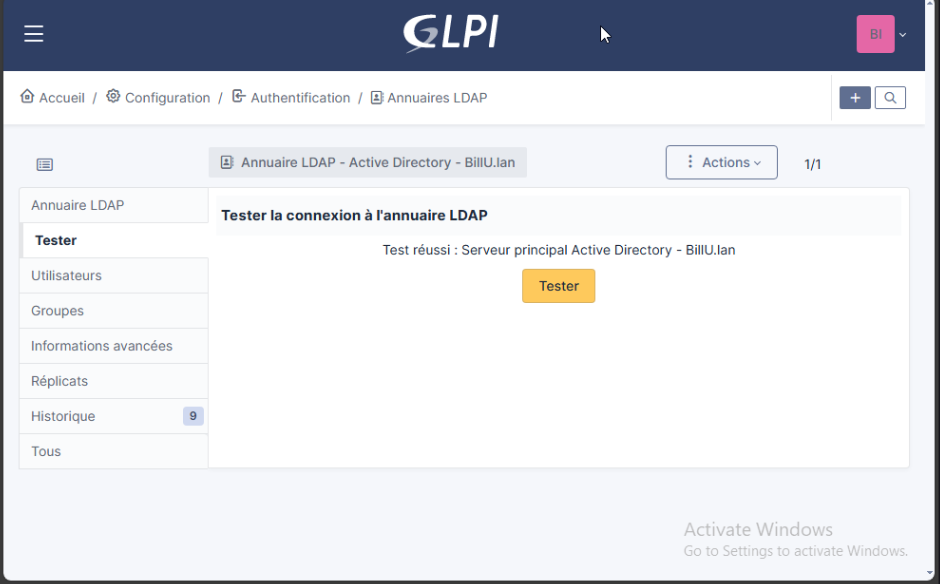 GLPI
BI
Accueil / Configuration / Authentification / Annuaires LDAP
Annuaire LDAP - Active Directory - BillU.lan
Actions
1/1
Annuaire LDAP
Tester
Utilisateurs
Groupes
Informations avancées
Réplicats
Historique 9
Tous
Tester la connexion à l'annuaire LDAP
Test réussi : Serveur principal Active Directory - BillU.lan
Tester
Activate Windows
Go to Settings to activate Windows.